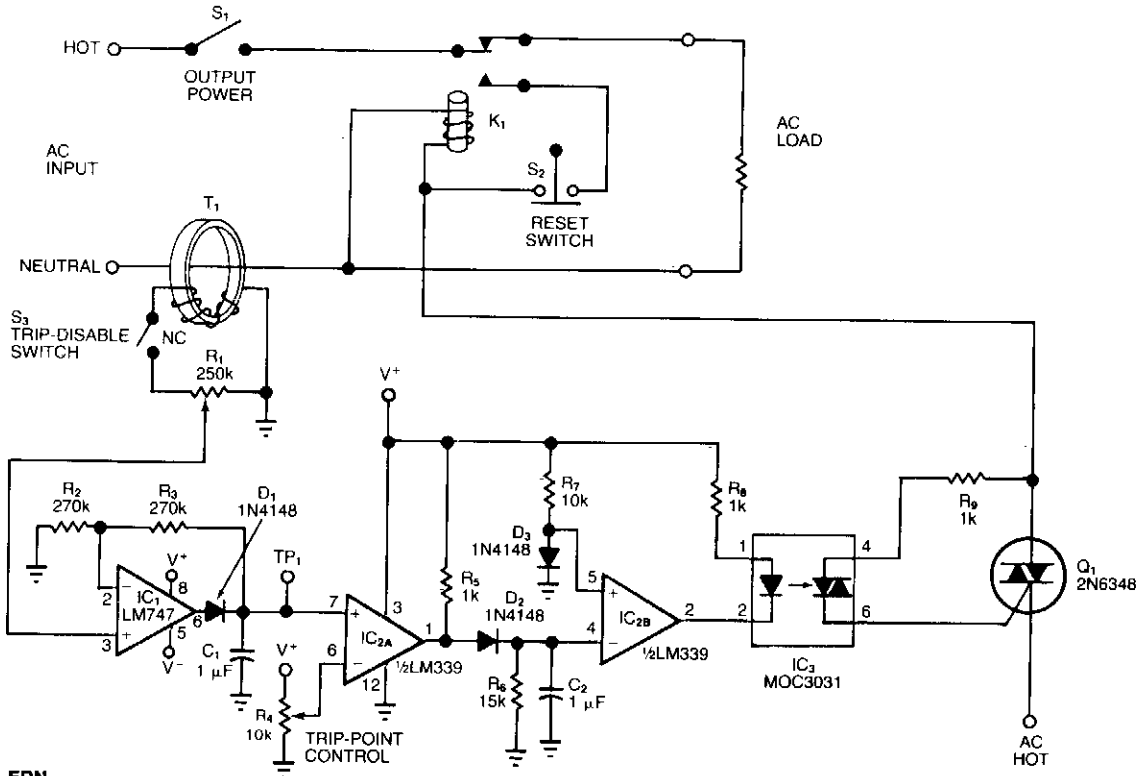 S1
HOT
OUTPUT
POWER
K1
AC
LOAD
AC
INPUT
S2
RESET
SWITCH
T1
NEUTRAL
S3
TRIP-DISABLE
SWITCH
NC
R1
250k
V+
R2
270k
R3
270k
D1
1N4148
TP1
V+
8
2
IC1
LM747
6
3
5
V-
C1
1 µF
V+
R4
10k
TRIP-POINT
CONTROL
7
6
3
IC2A
1
½LM339
12
R5
1k
D2
1N4148
R6
15k
C2
1 µF
R7
10k
D3
1N4148
5
4
IC2B
2
½LM339
R8
1k
1
2
4
6
IC3
MOC3031
R9
1k
Q1
2N6348
AC
HOT